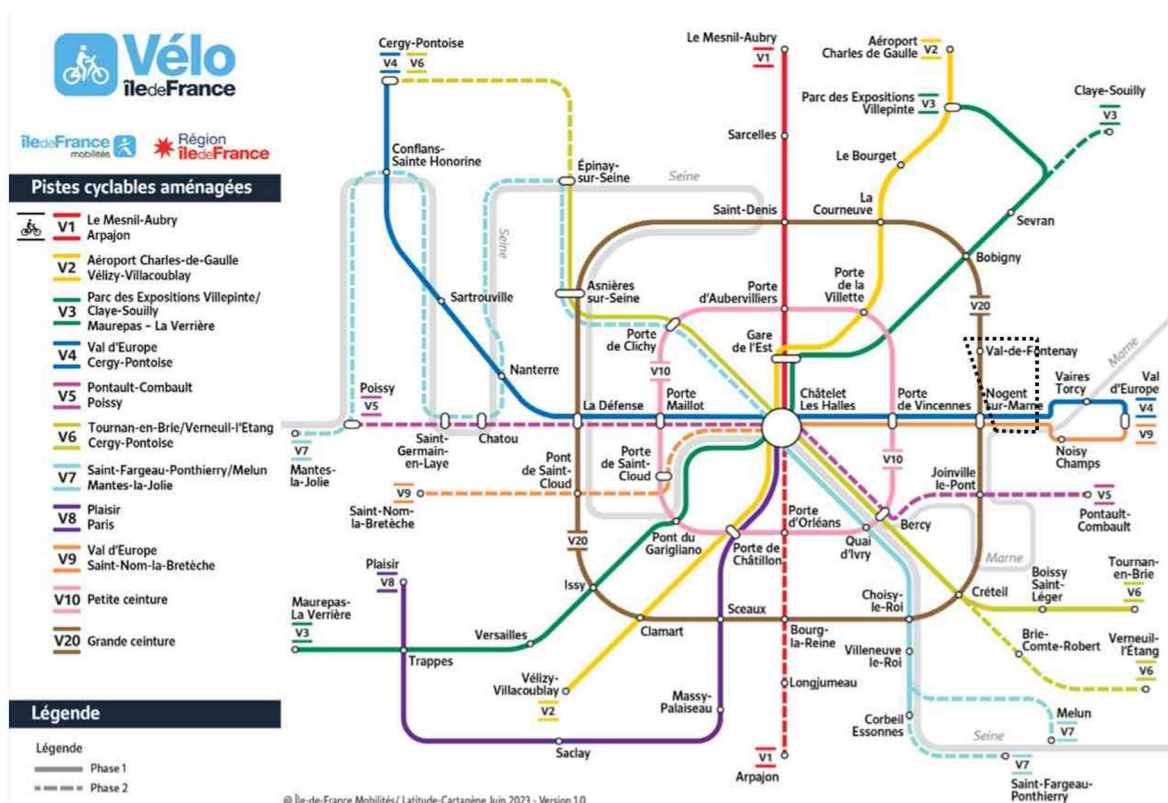 Vélo
îledeFrance
îledeFrance
mobilités
Région
îledeFrance
Pistes cyclables aménagées
V1
Le Mesnil-Aubry
Arpajon
V2
Aéroport Charles-de-Gaulle
Vélizy-Villacoublay
V3
Parc des Expositions Villepinte/
Claye-Souilly
Maurepas - La Verrière
V4
Val d'Europe
Cergy-Pontoise
V5
Pontault-Combault
Poissy
V6
Tournan-en-Brie/Verneuil-l'Etang
Cergy-Pontoise
V7
Saint-Fargeau-Ponthierry/Melun
Mantes-la-Jolie
V8
Plaisir
Paris
V9
Val d'Europe
Saint-Nom-la-Bretèche
V10
Petite ceinture
V20
Grande ceinture
Légende
Légende
Phase 1
Phase 2
Cergy-Pontoise
V4 V6
Le Mesnil-Aubry
V1
Aéroport
Charles de Gaulle
V2
Parc des Expositions
Villepinte
V3
Claye-Souilly
V3
Conflans-
Sainte Honorine
Sarcelles
Le Bourget
Épinay-
sur-Seine
Seine
Seine
Saint-Denis
La
Courneuve
Sevran
Bobigny
Sartrouville
Asnières
sur-Seine
Porte
d'Aubervilliers
Porte
de la
Villette
V20
Marne
Porte
de Clichy
Gare
de l'Est
Val-de-Fontenay
Nanterre
V10
Poissy
V5
La Défense
Porte
Maillot
Châtelet
Les Halles
Porte
de Vincennes
Nogent
sur-Marne
Vaires
Torcy
Val
d'Europe
V4
V9
V7
Mantes-
la-Jolie
Saint-
Germain-
en-Laye
Chatou
Porte
de Saint-
Cloud
V10
Noisy
Champs
Pont
de Saint-
Cloud
Joinville
le-Pont
V9
Saint-Nom-
la-Bretèche
V5
Pontault-
Combault
V20
Pont du
Garigliano
Porte de
Châtillon
Porte
d'Orléans
Quai
d'Ivry
Bercy
Marne
Plaisir
V8
Issy
Tournan-
en-Brie
V6
Boissy
Saint-
Léger
Créteil
Choisy-
le-Roi
Maurepas-
La Verrière
V3
Versailles
Clamart
Sceaux
Bourg-
la-Reine
Villeneuve
le-Roi
Brie-
Comte-Robert
Verneuil-
l'Étang
V6
Trappes
Vélizy-
Villacoublay
V2
Massy-
Palaiseau
Longjumeau
Corbeil
Essonnes
Melun
V7
Saclay
V1
Arpajon
Seine
V7
Saint-Fargeau-
Ponthierry
@ Île-de-France Mobilités/ Latitude-Cartagène Juin 2023 - Version 1.0